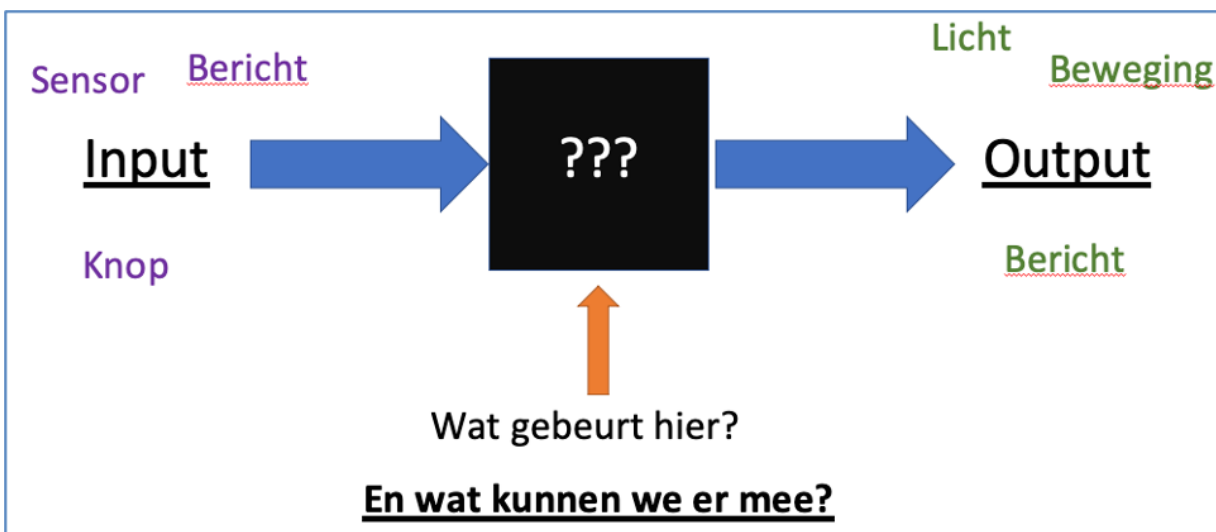 Licht
Sensor
Bericht
Beweging
Input
???
Output
Knop
Bericht
Wat gebeurt hier?
En wat kunnen we er mee?